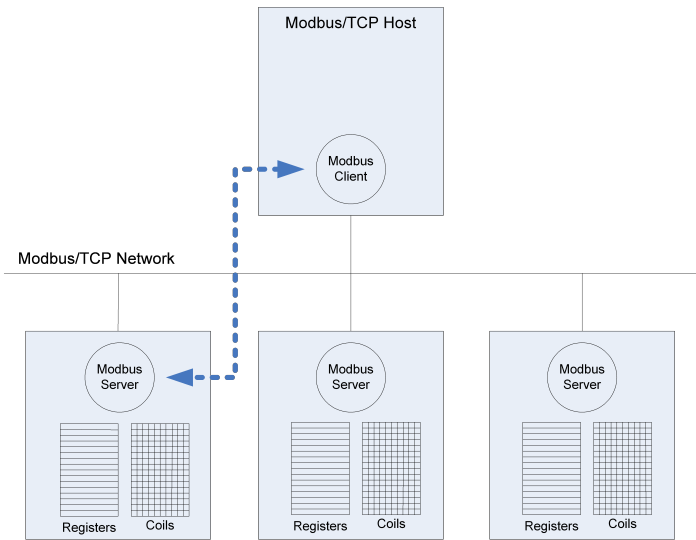 Modbus/TCP Host
Modbus
Client
Modbus/TCP Network
Modbus
Server
Registers
Coils
Modbus
Server
Registers
Coils
Modbus
Server
Registers
Coils